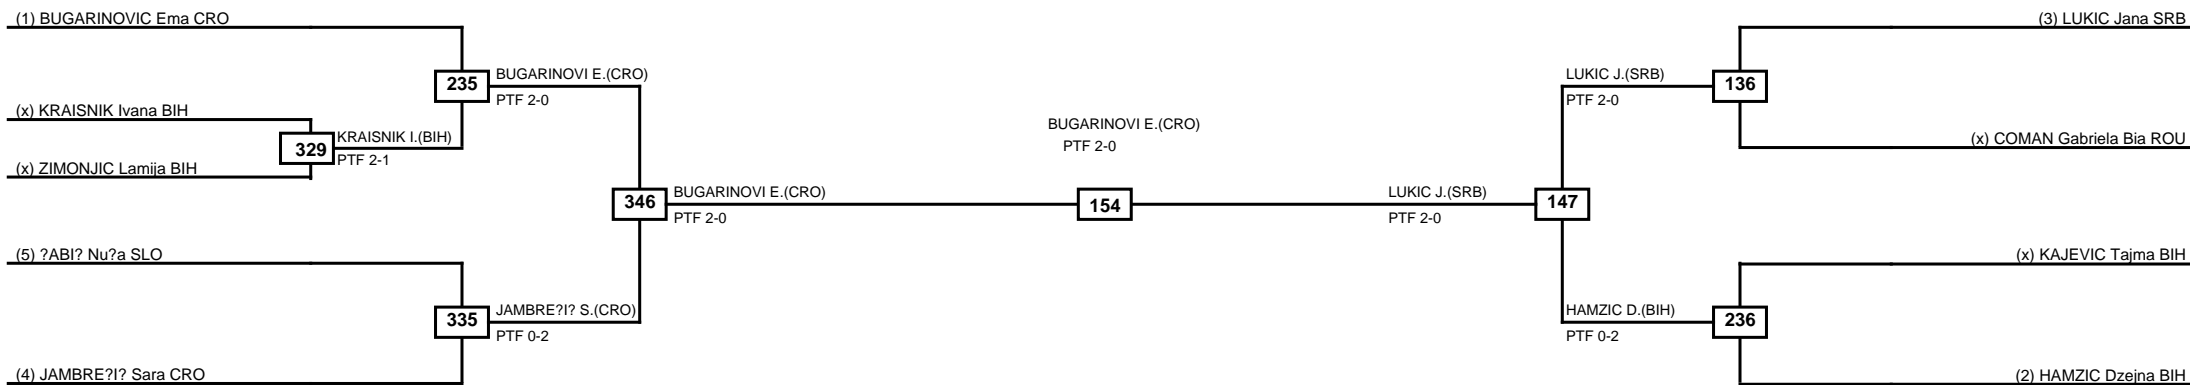 (1) BUGARINOVIC Ema CRO
(3) LUKIC Jana SRB
235
BUGARINOVI E.(CRO)
PTF 2-0
LUKIC J.(SRB)
PTF 2-0
136
(x) KRAISNIK Ivana BIH
329
KRAISNIK I.(BIH)
PTF 2-1
(x) ZIMONJIC Lamija BIH
BUGARINOVI E.(CRO)
PTF 2-0
(x) COMAN Gabriela Bia ROU
346
BUGARINOVI E.(CRO)
PTF 2-0
154
LUKIC J.(SRB)
PTF 2-0
147
(5) ?ABI? Nu?a SLO
(x) KAJEVIC Tajma BIH
335
JAMBRE?I? S.(CRO)
PTF 0-2
HAMZIC D.(BIH)
PTF 0-2
236
(4) JAMBRE?I? Sara CRO
(2) HAMZIC Dzejna BIH